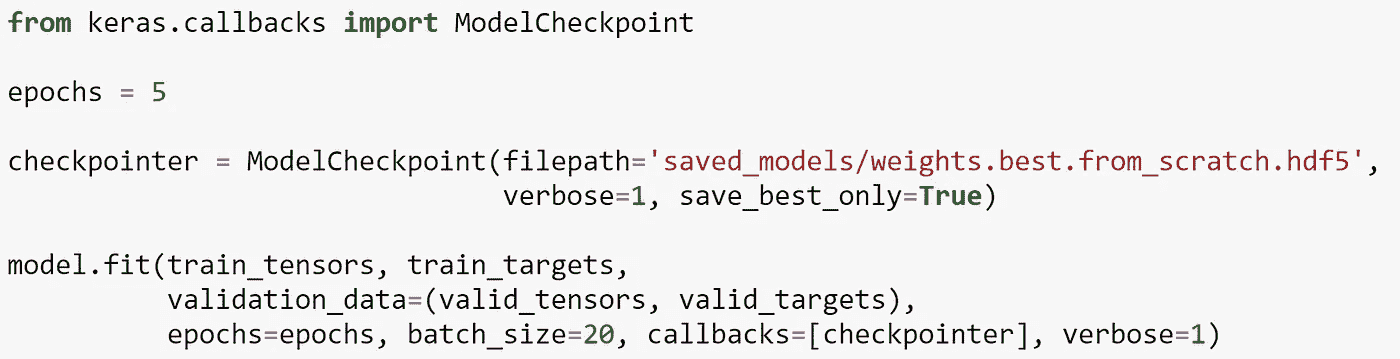 from keras.callbacks import ModelCheckpoint
epochs = 5
checkpointer = ModelCheckpoint(filepath='saved_models/weights.best.from_scratch.hdf5',
verbose=1, save_best_only=True)
model.fit(train_tensors, train_targets,
validation_data=(valid_tensors, valid_targets),
epochs=epochs, batch_size=20, callbacks=[checkpointer], verbose=1)